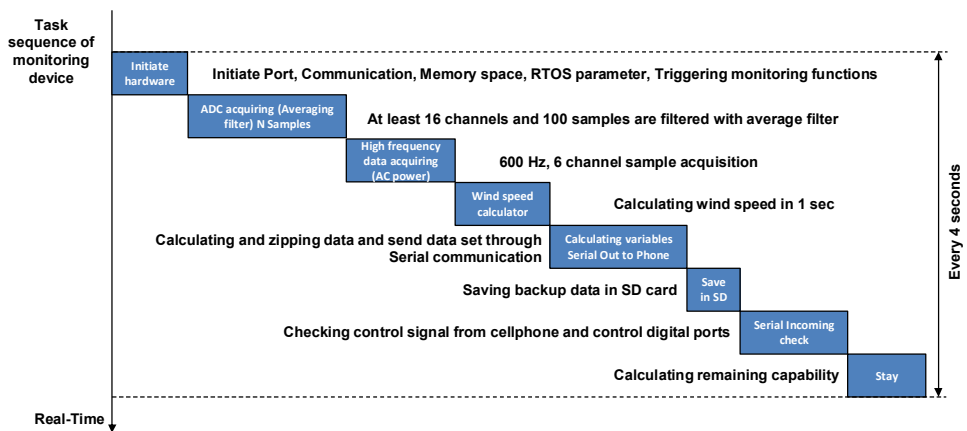 Task
sequence of
monitoring
device
Initiate
hardware
Initiate Port, Communication, Memory space, RTOS parameter, Triggering monitoring functions
ADC acquiring (Averaging
filter) N Samples
At least 16 channels and 100 samples are filtered with average filter
High frequency
data acquiring
(AC power)
600 Hz, 6 channel sample acquisition
Wind speed
calculator
Calculating wind speed in 1 sec
Calculating and zipping data and send data set through
Serial communication
Calculating variables
Serial Out to Phone
Saving backup data in SD card
Save
in SD
Checking control signal from cellphone and control digital ports
Serial Incoming
check
Calculating remaining capability
Stay
Every 4 seconds
Real-Time